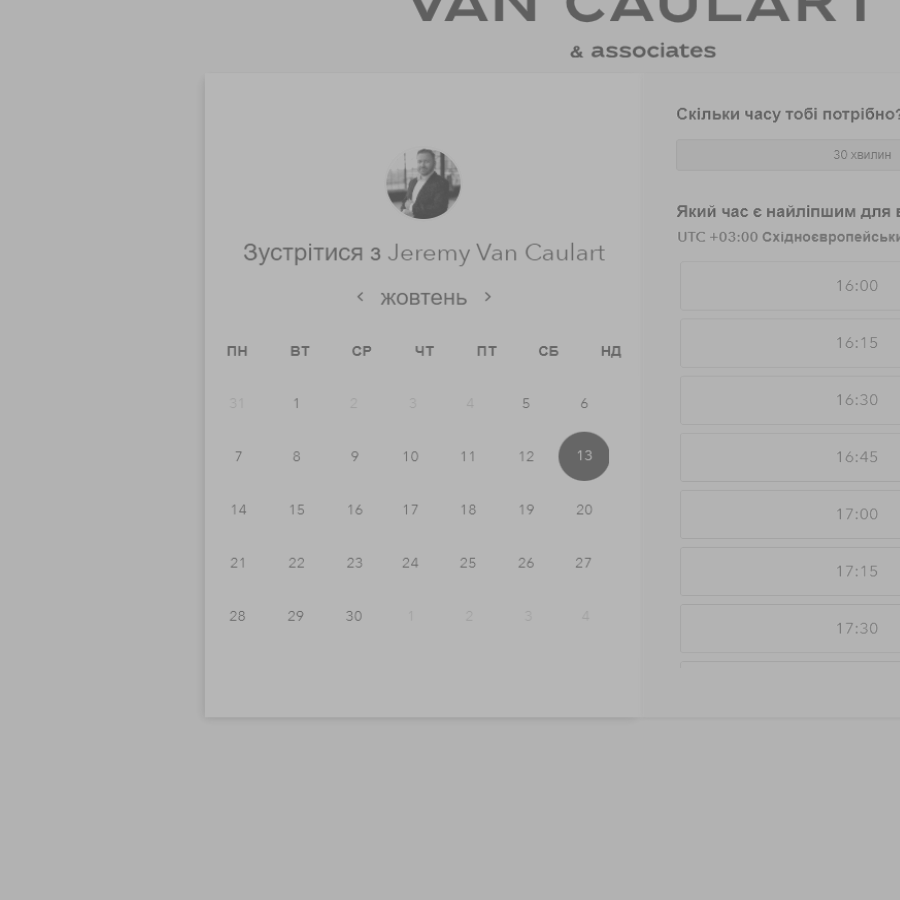 VAN CAULART
& associates
Зустрітися з Jeremy Van Caulart
жовтень
ПН ВТ СР ЧТ ПТ СБ НД
31 1 2 3 4 5 6
7 8 9 10 11 12 13
14 15 16 17 18 19 20
21 22 23 24 25 26 27
28 29 30 1 2 3 4
Скільки часу тобі потрібно?
30 хвилин
Який час є найліпшим для
UTC +03:00
16:00
16:15
16:30
16:45
17:00
17:15
17:30